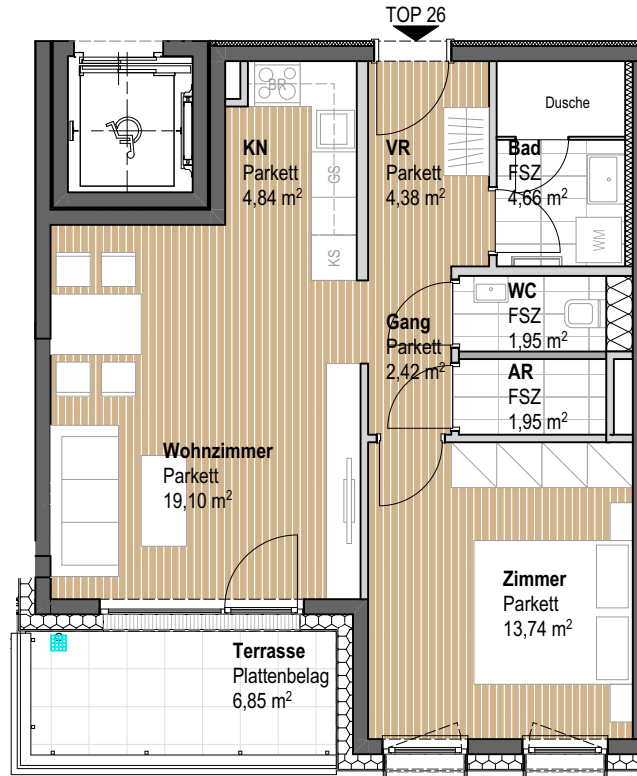 TOP 26
BR
KN
Parkett
4,84 m²
GS
KS
VR
Parkett
4,38 m²
Dusche
Bad
FSZ
4,66 m²
WM
WC
FSZ
1,95 m²
Gang
Parkett
2,42 m²
AR
FSZ
1,95 m²
Wohnzimmer
Parkett
19,10 m²
Zimmer
Parkett
13,74 m²
Terrasse
Plattenbelag
6,85 m²